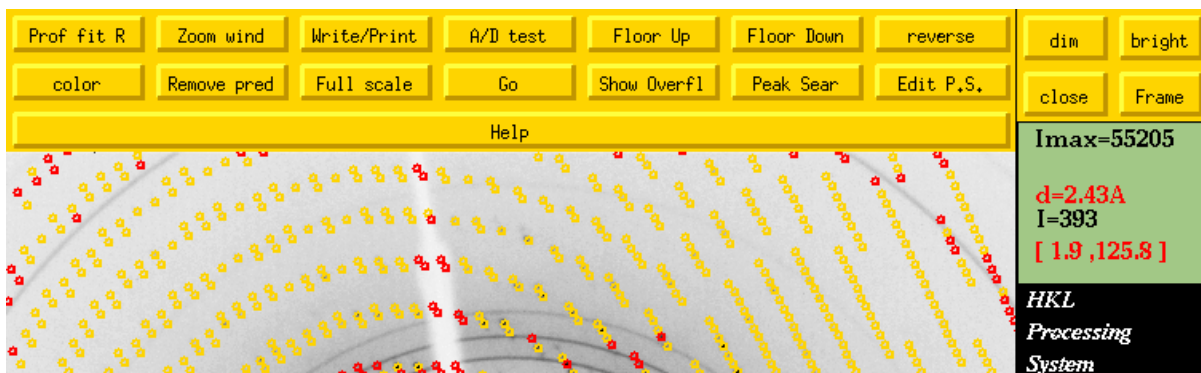 Prof fit R Zoom wind Write/Print A/D test Floor Up Floor Down reverse
color Remove pred Full scale Go Show Overfl Peak Sear Edit P.S.
Help
dim bright
close Frame
Imax=55205
d=2.43A
I=393
[ 1.9 ,125.8 ]
HKL
Processing
System